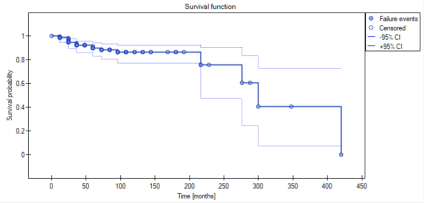 Survival function
Failure events
Censored
-95% CI
+95% CI
Survival probability
1
0.8
0.6
0.4
0.2
0
0 50 100 150 200 250 300 350 400 450
Time [months]